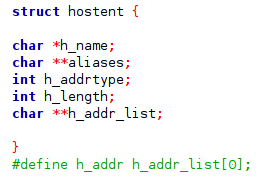 struct hostent {
char *h_name;
char **aliases;
int h_addrtype;
int h_length;
char **h_addr_list;
}
#define h_addr h_addr_list[0];